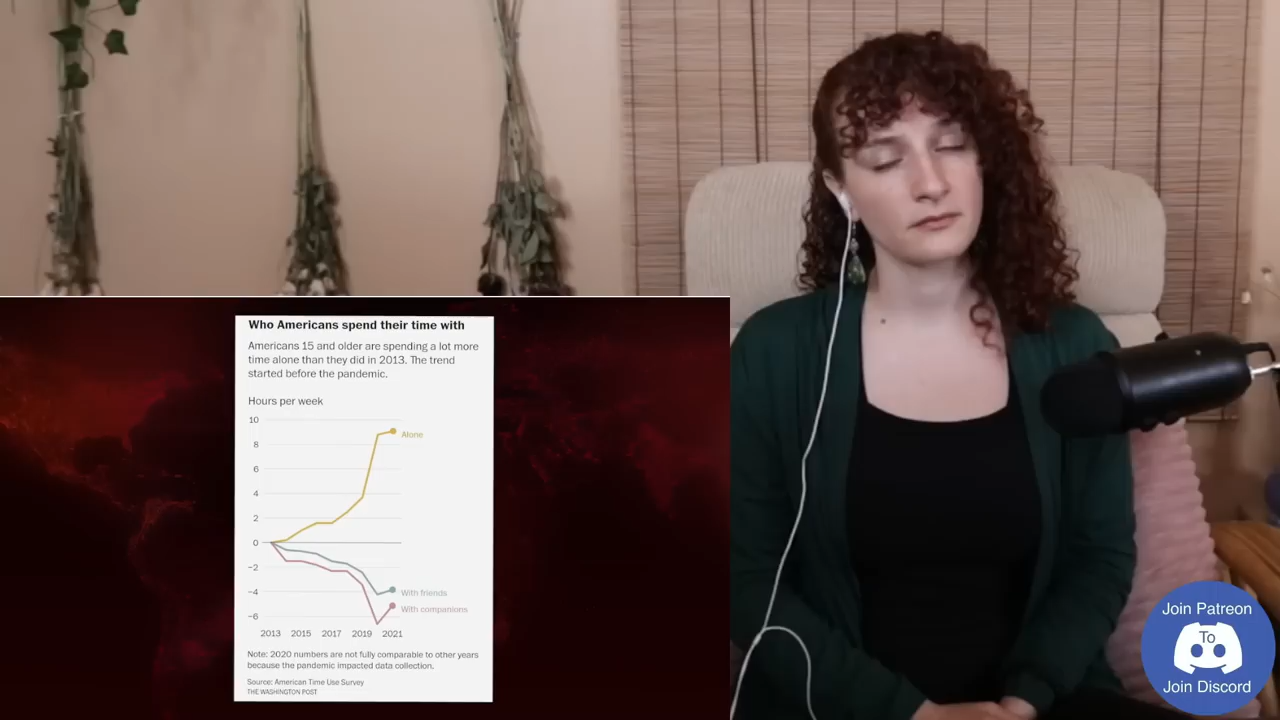 Who Americans spend their time with
Americans 15 and older are spending a lot more
time alone than they did in 2013. The trend
started before the pandemic.
Hours per week
10
8
6
4
2
0
−2
−4
−6
Alone
With friends
With companions
2013 2015 2017 2019 2021
Note: 2020 numbers are not fully comparable to other years
because the pandemic impacted data collection.
Source: American Time Use Survey
THE WASHINGTON POST
Join Patreon
To
Join Discord